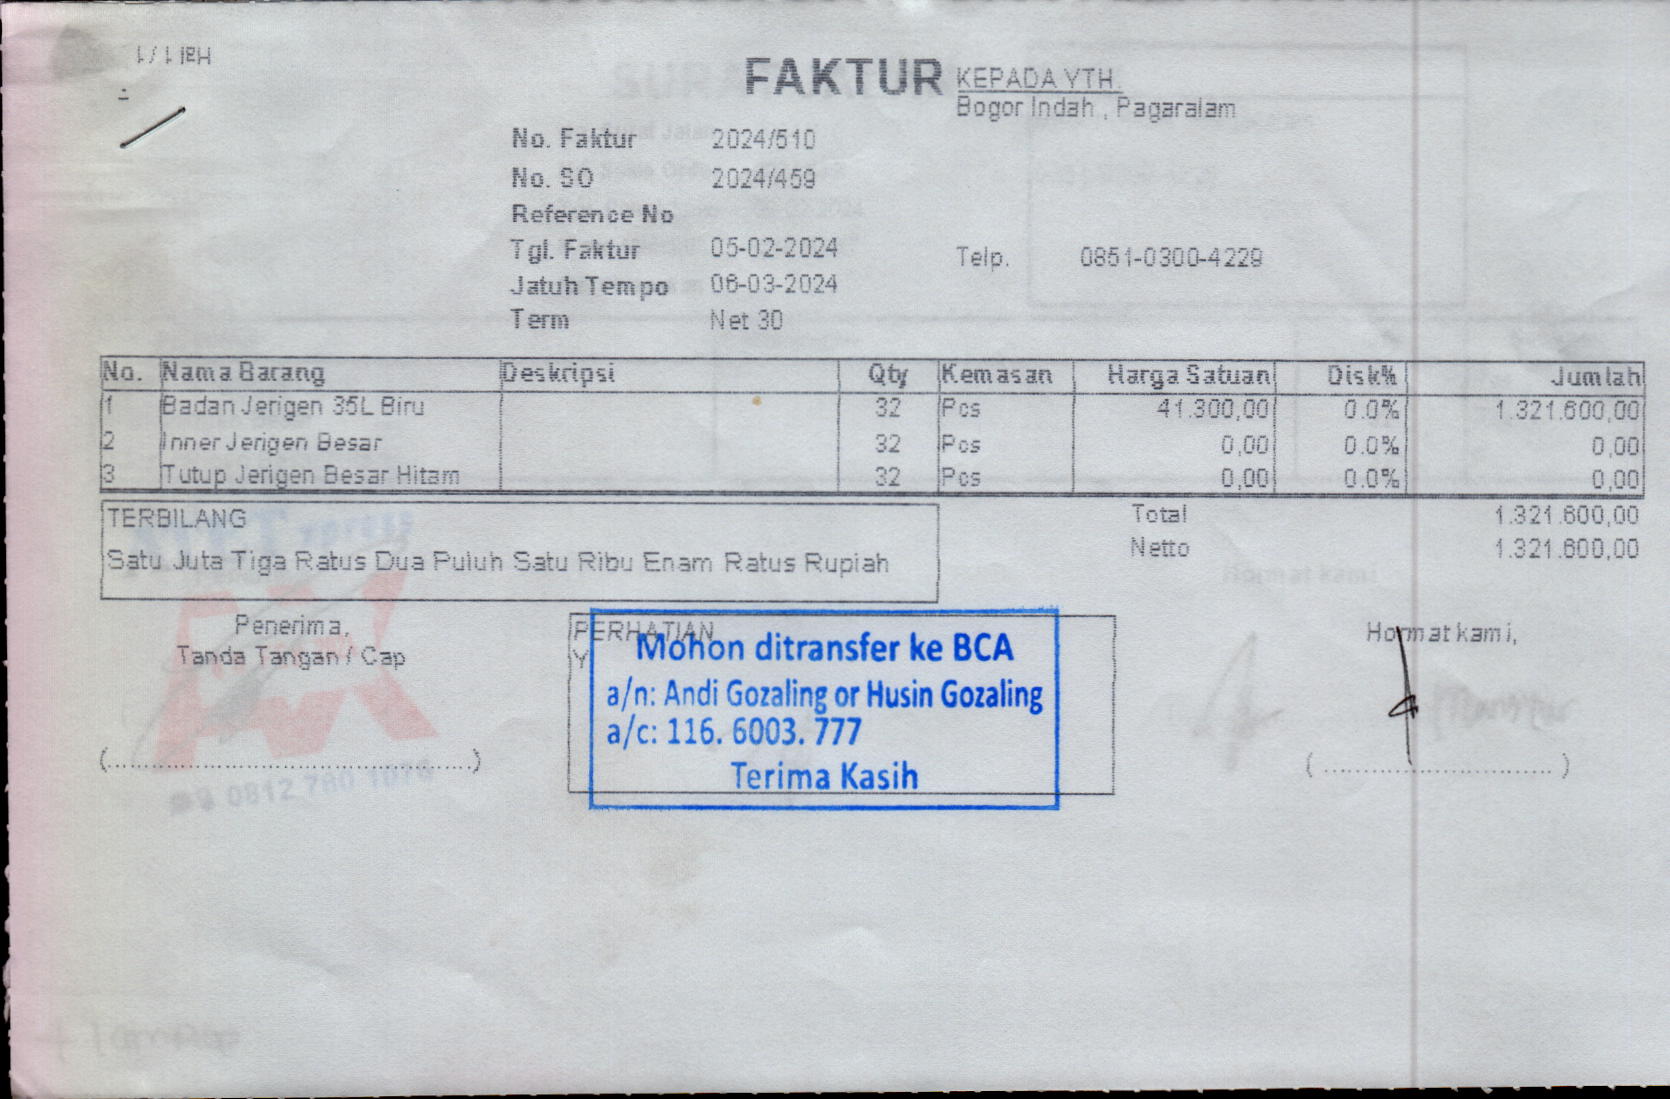 Hal 1 / 1
FAKTUR
KEPADA YTH.
Bogor Indah , Pagaralam
No. Faktur 2024/510
No. SO 2024/459
Reference No
Tgl. Faktur 05-02-2024
Telp. 0851-0300-4229
Jatuh Tempo 06-03-2024
Term Net 30
No. Nama Barang Deskripsi Qty Kemasan Harga Satuan Disk% Jumlah
1 Badan Jerigen 35L Biru 32 Pcs 41.300,00 0.0% 1.321.600,00
2 Inner Jerigen Besar 32 Pcs 0,00 0.0% 0,00
3 Tutup Jerigen Besar Hitam 32 Pcs 0,00 0.0% 0,00
TERBILANG
Satu Juta Tiga Ratus Dua Puluh Satu Ribu Enam Ratus Rupiah
Total 1.321.600,00
Netto 1.321.600,00
Penerima,
Tanda Tangan / Cap
(....................)
0812 780 1076
PERHATIAN
Mohon ditransfer ke BCA
a/n: Andi Gozaling or Husin Gozaling
a/c: 116. 6003. 777
Terima Kasih
Hormat kami,
(....................)